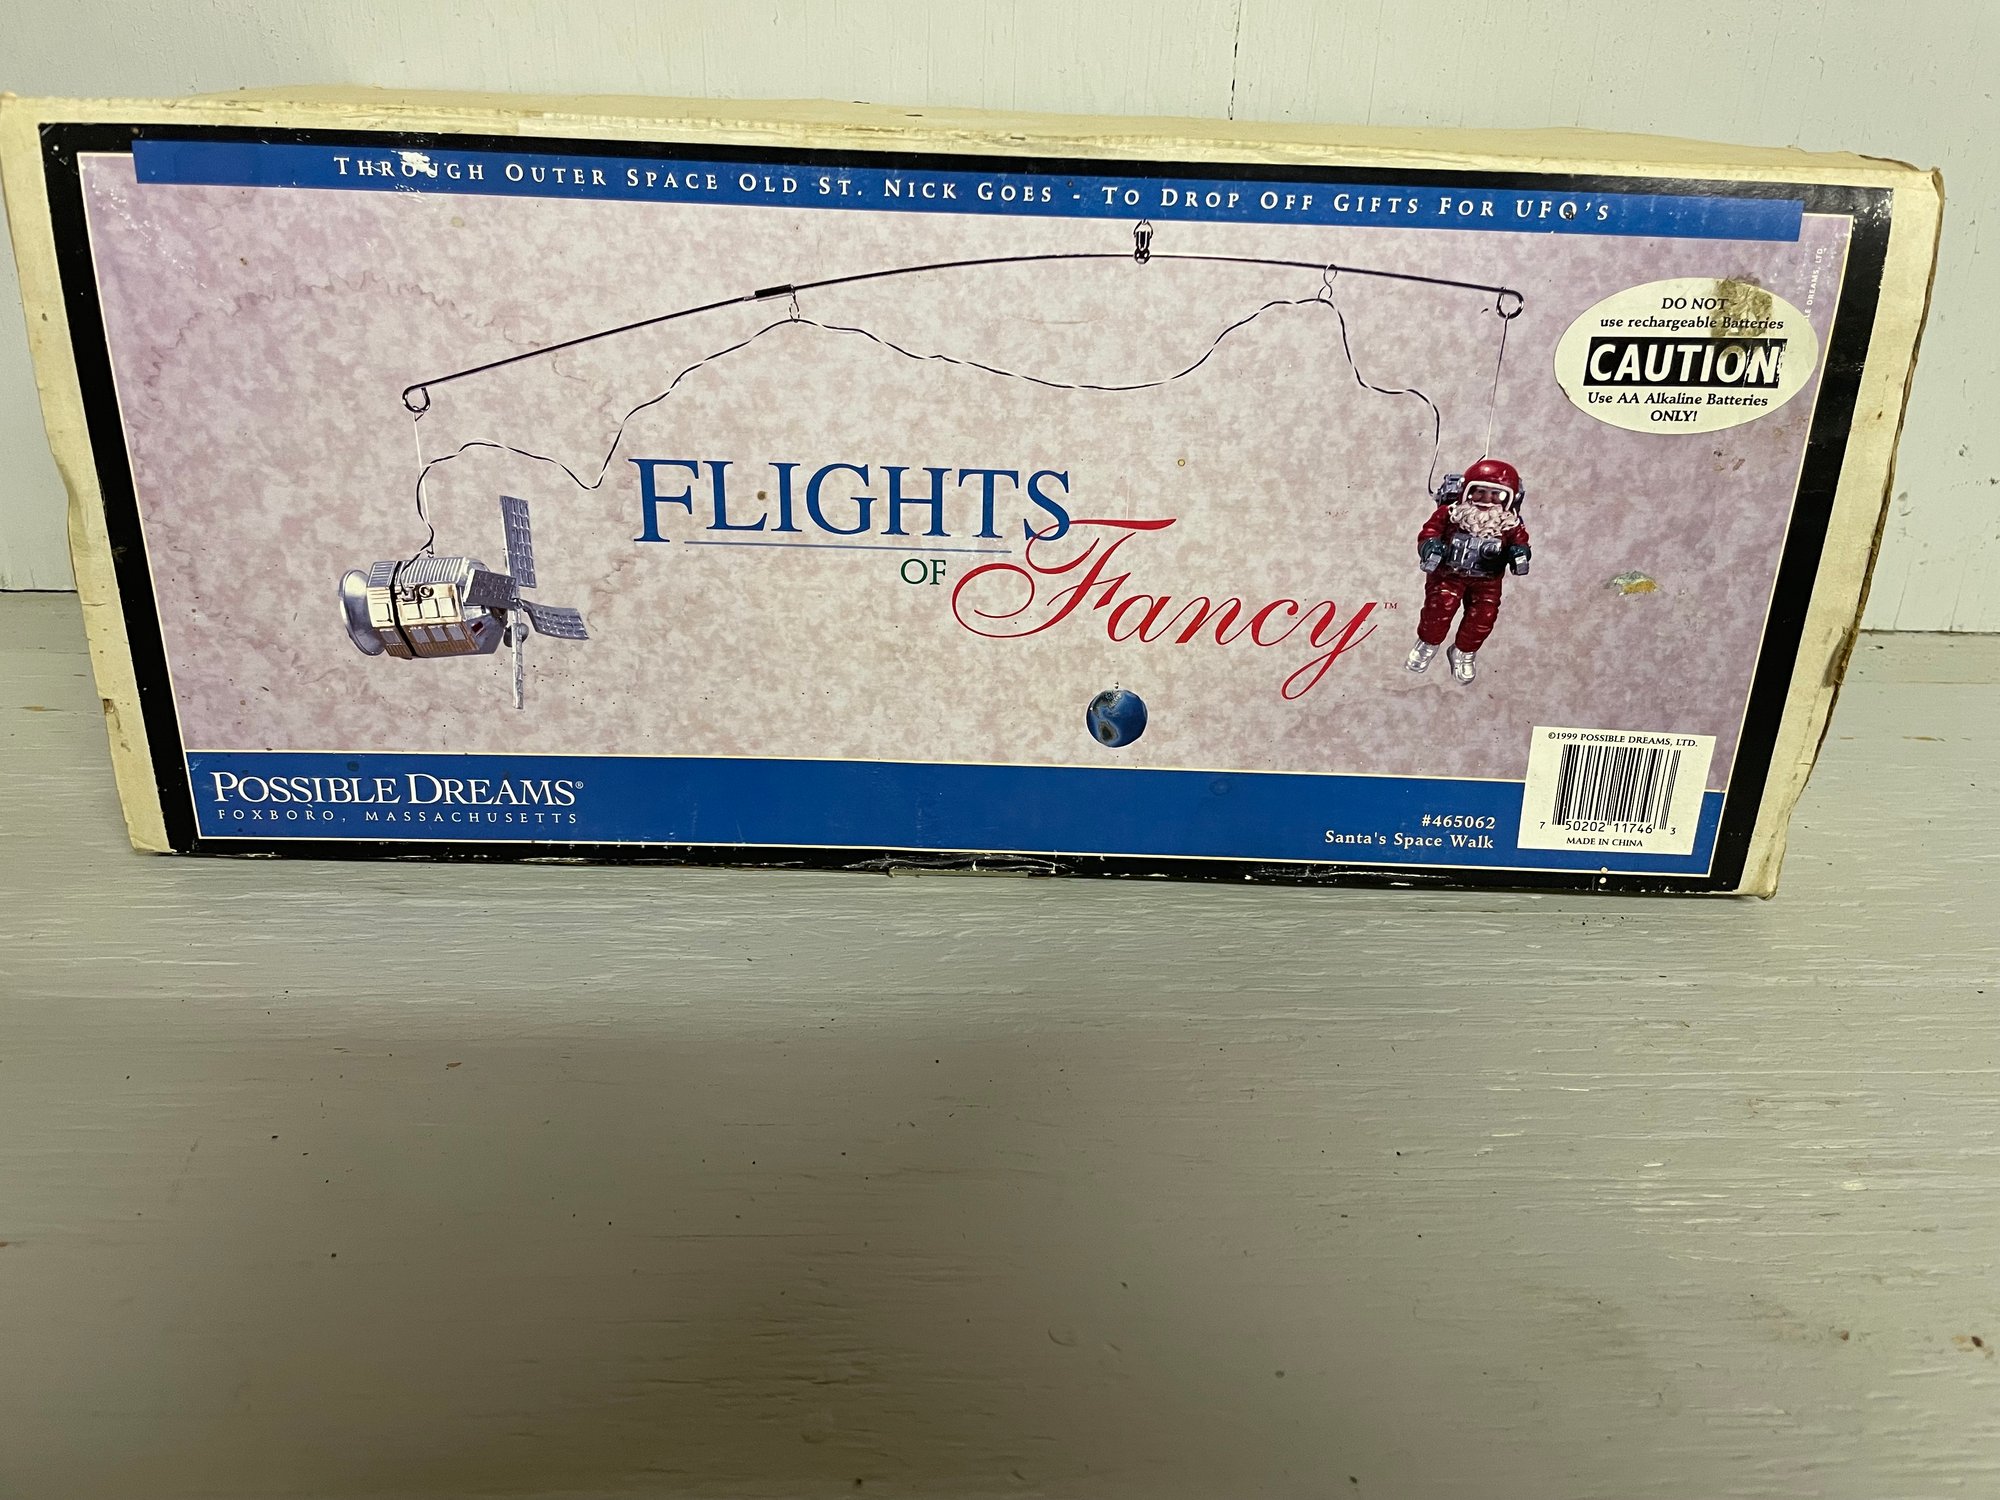 THROUGH OUTER SPACE OLD ST. NICK GOES - TO DROP OFF GIFTS FOR UFO'S
DO NOT
use rechargeable Batteries
CAUTION
Use AA Alkaline Batteries
ONLY!
DREAMS, LTD.
FLIGHTS
OF
Fancy™
©1999 POSSIBLE DREAMS, LTD.
7 50202 11746 3
MADE IN CHINA
POSSIBLE DREAMS®
FOXBORO, MASSACHUSETTS
#465062
Santa's Space Walk